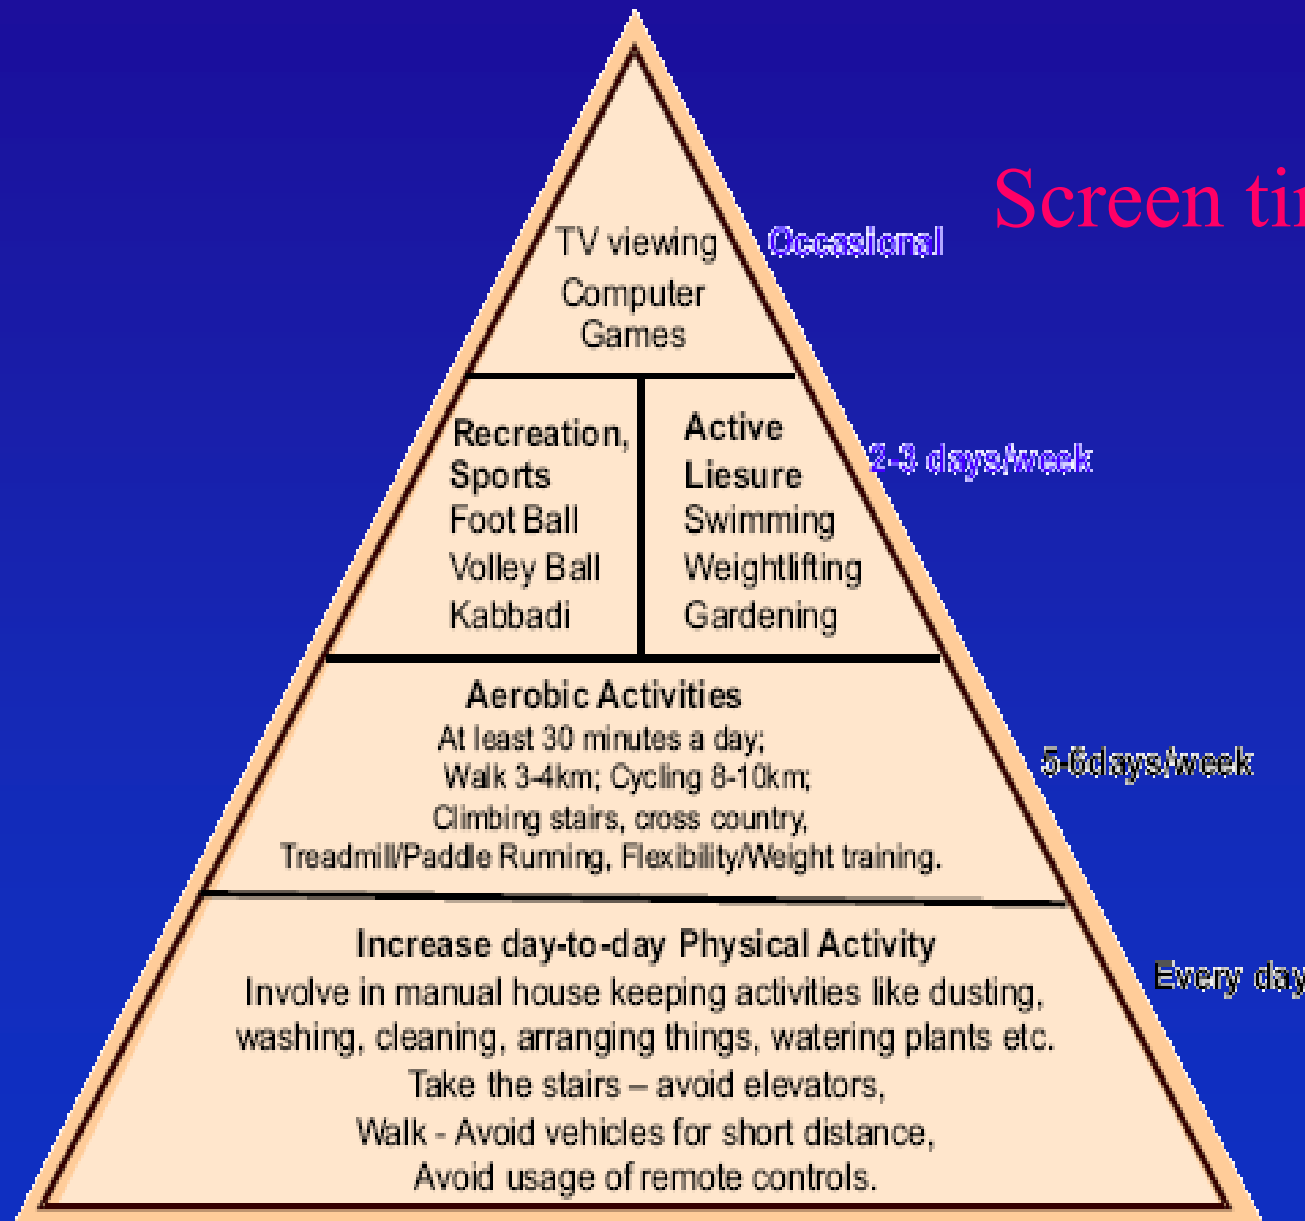 Screen
TV viewing
Occasional
Computer
Games
Recreation,
Sports
Foot Ball
Volley Ball
Kabbadi
Active
Liesure
Swimming
Weightlifting
Gardening
2-3 days/week
Aerobic Activities
At least 30 minutes a day;
Walk 3-4km; Cycling 8-10km;
Climbing stairs, cross country,
Treadmill/Paddle Running, Flexibility/Weight training.
5-6days/week
Increase day-to-day Physical Activity
Involve in manual house keeping activities like dusting,
washing, cleaning, arranging things, watering plants etc.
Take the stairs – avoid elevators,
Walk - Avoid vehicles for short distance,
Avoid usage of remote controls.
Every day